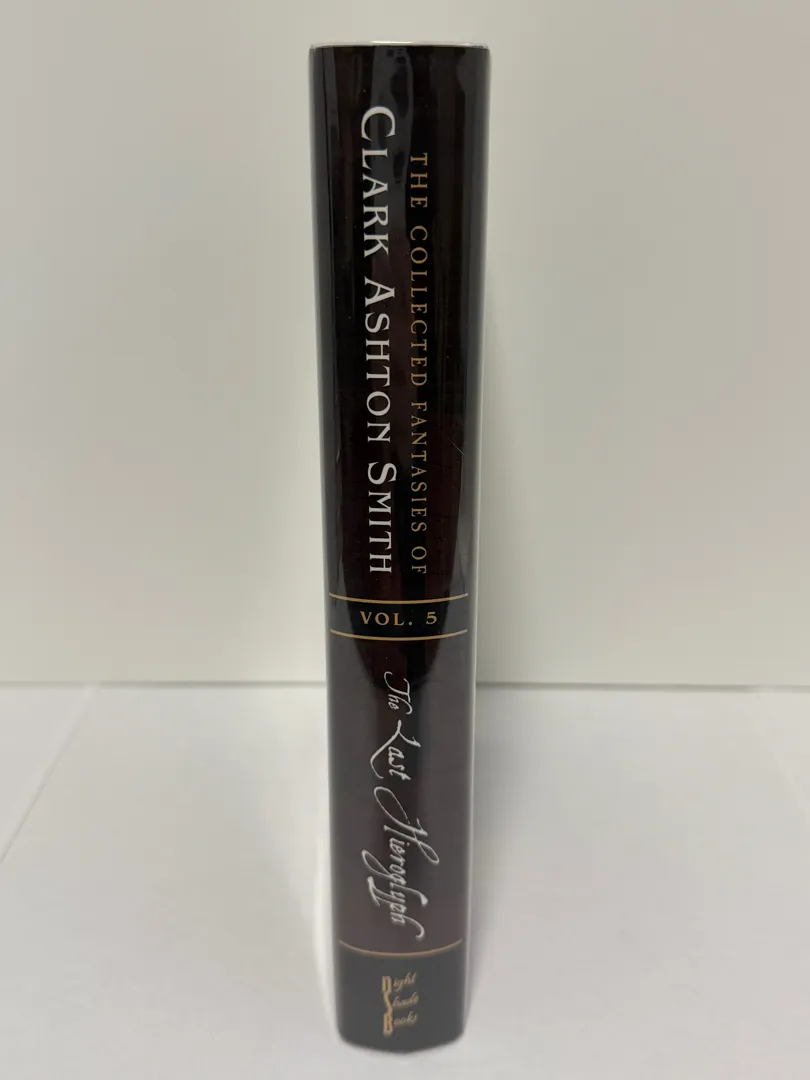 THE COLLECTED FANTASIES OF
CLARK ASHTON SMITH
VOL. 5
The Last Hieroglyph
Night
Shade
Books